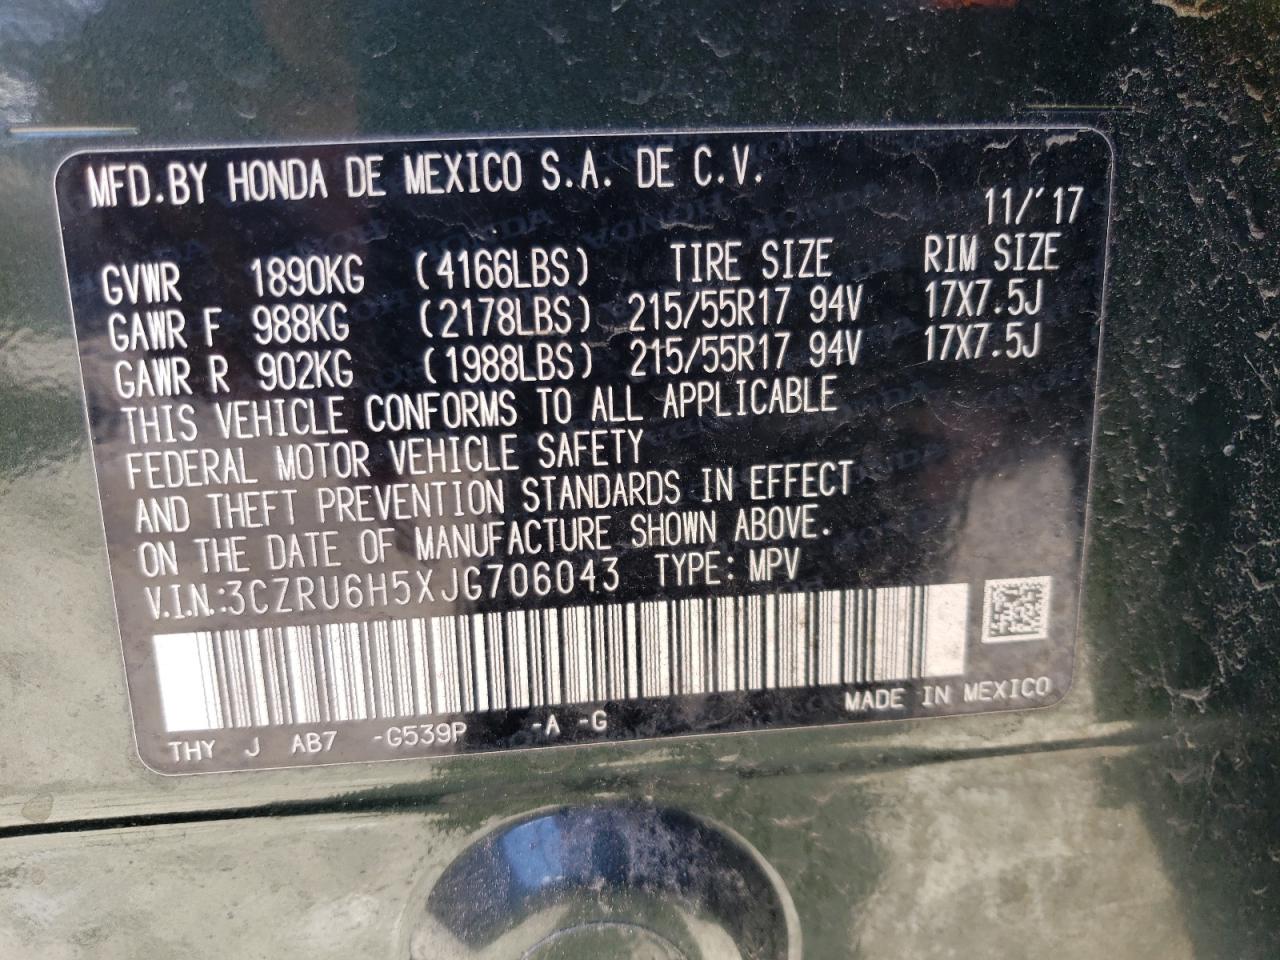 MFD.BY HONDA DE MEXICO S.A. DE C.V.
11/'17
GVWR 1890KG (4166LBS) TIRE SIZE RIM SIZE
GAWR F 988KG (2178LBS) 215/55R17 94V 17X7.5J
GAWR R 902KG (1988LBS) 215/55R17 94V 17X7.5J
THIS VEHICLE CONFORMS TO ALL APPLICABLE
FEDERAL MOTOR VEHICLE SAFETY
AND THEFT PREVENTION STANDARDS IN EFFECT
ON THE DATE OF MANUFACTURE SHOWN ABOVE.
V.I.N.:3CZRU6H5XJG706043 TYPE: MPV
THY J AB7 -G539P -A -G MADE IN MEXICO